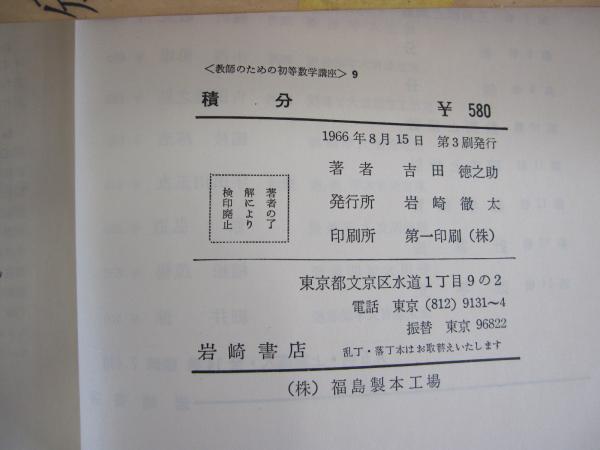 ＜教師のための初等数学講座＞ 9
積　分
¥ 580
1966年8月15日　第3刷発行
著者　吉田徳之助
発行所　岩崎徹太
印刷所　第一印刷（株）
著者の了
解により
検印廃止
東京都文京区水道1丁目9の2
電話　東京（812）9131～4
振替　東京 96822
岩崎書店　乱丁・落丁本はお取替えいたします
（株）福島製本工場